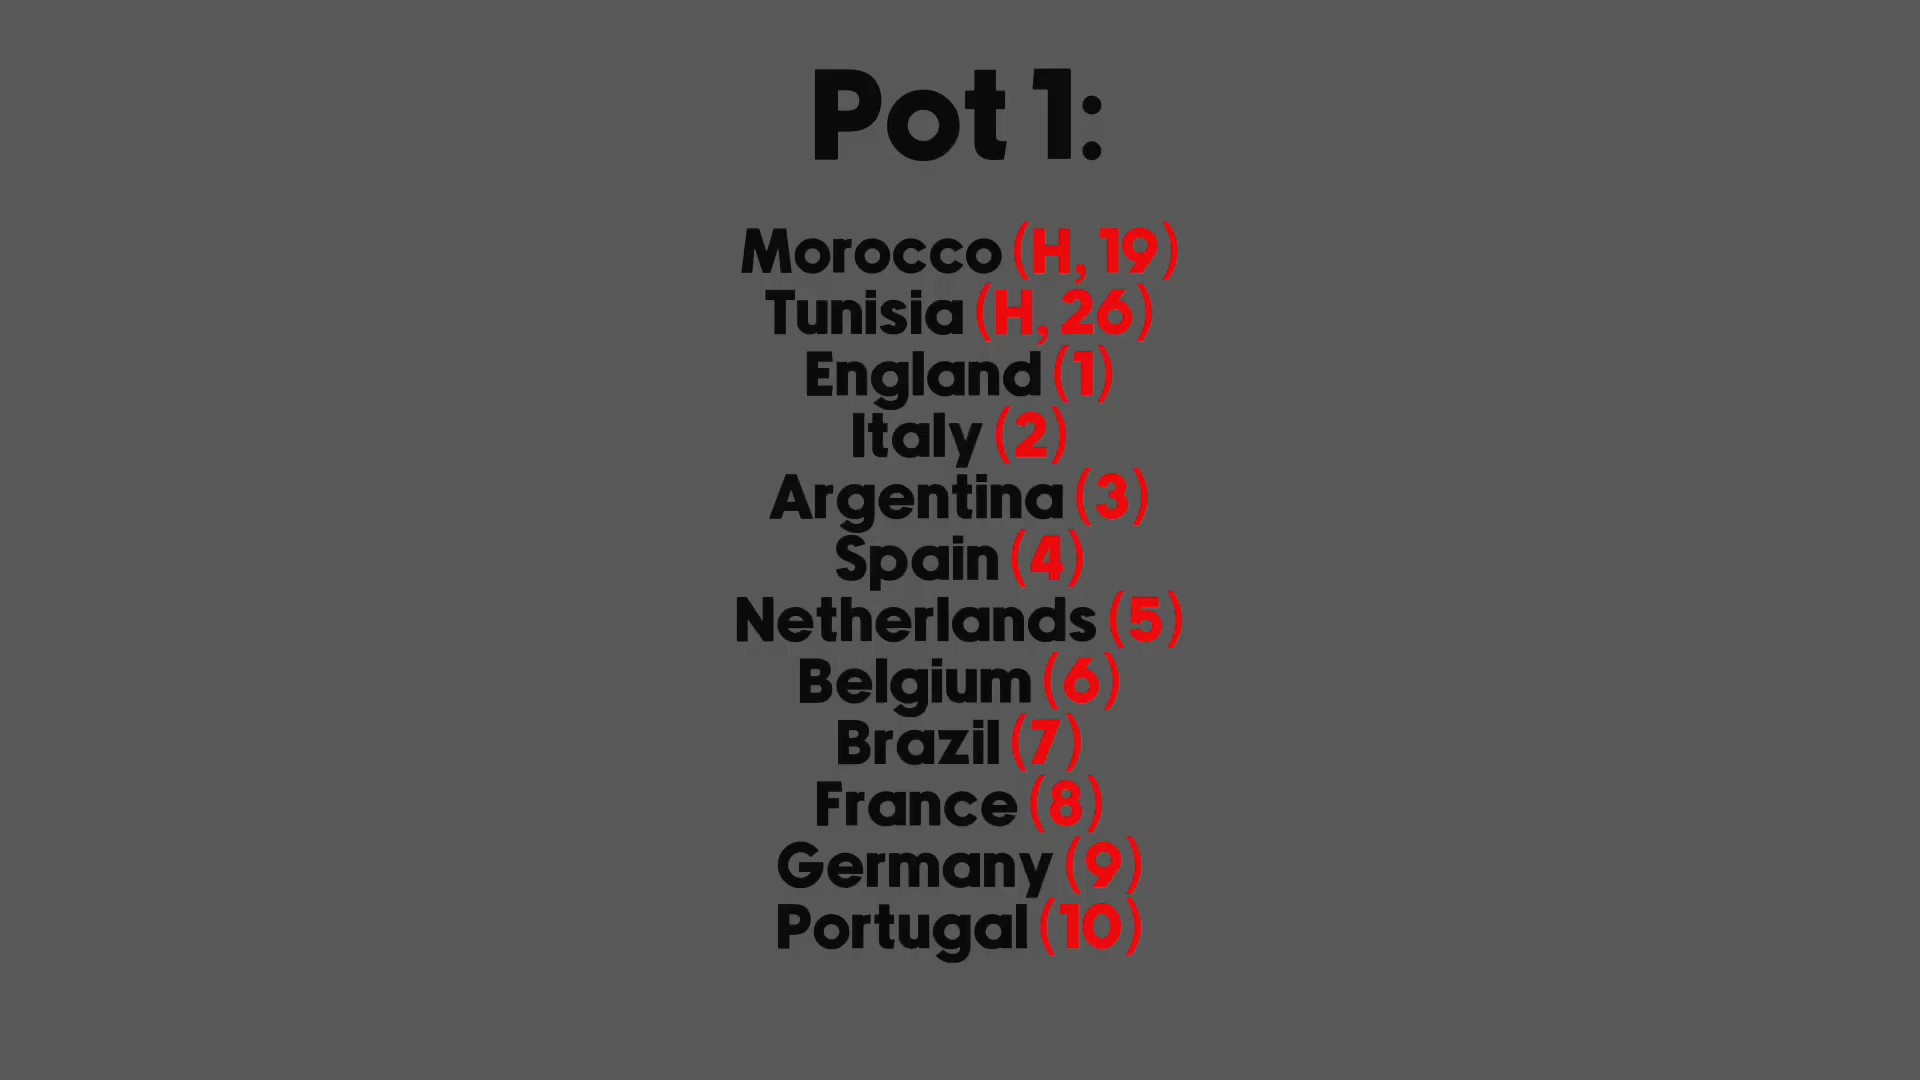 Pot 1:
Morocco (H, 19)
Tunisia (H, 26)
England (1)
Italy (2)
Argentina (3)
Spain (4)
Netherlands (5)
Belgium (6)
Brazil (7)
France (8)
Germany (9)
Portugal (10)